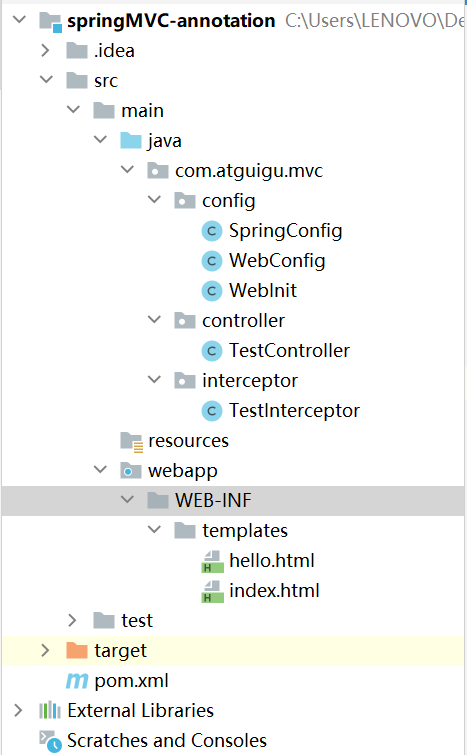 springMVC-annotation C:\Users\LENOVO\De
.idea
src
main
java
com.atguigu.mvc
config
SpringConfig
WebConfig
WebInit
controller
TestController
interceptor
TestInterceptor
resources
webapp
WEB-INF
templates
hello.html
index.html
test
target
pom.xml
External Libraries
Scratches and Consoles